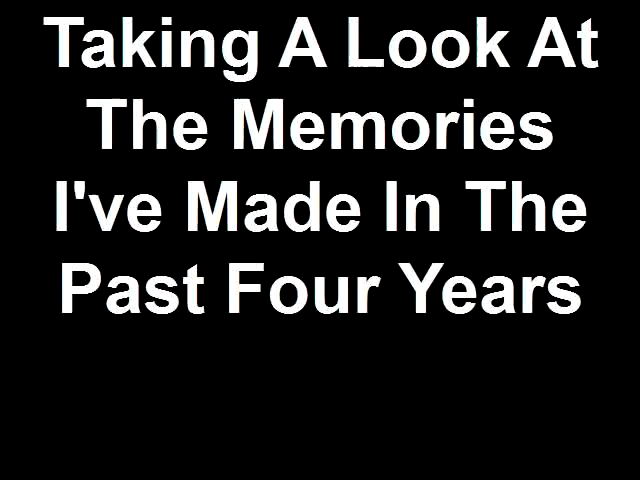 Taking A Look At
The Memories
I've Made In The
Past Four Years